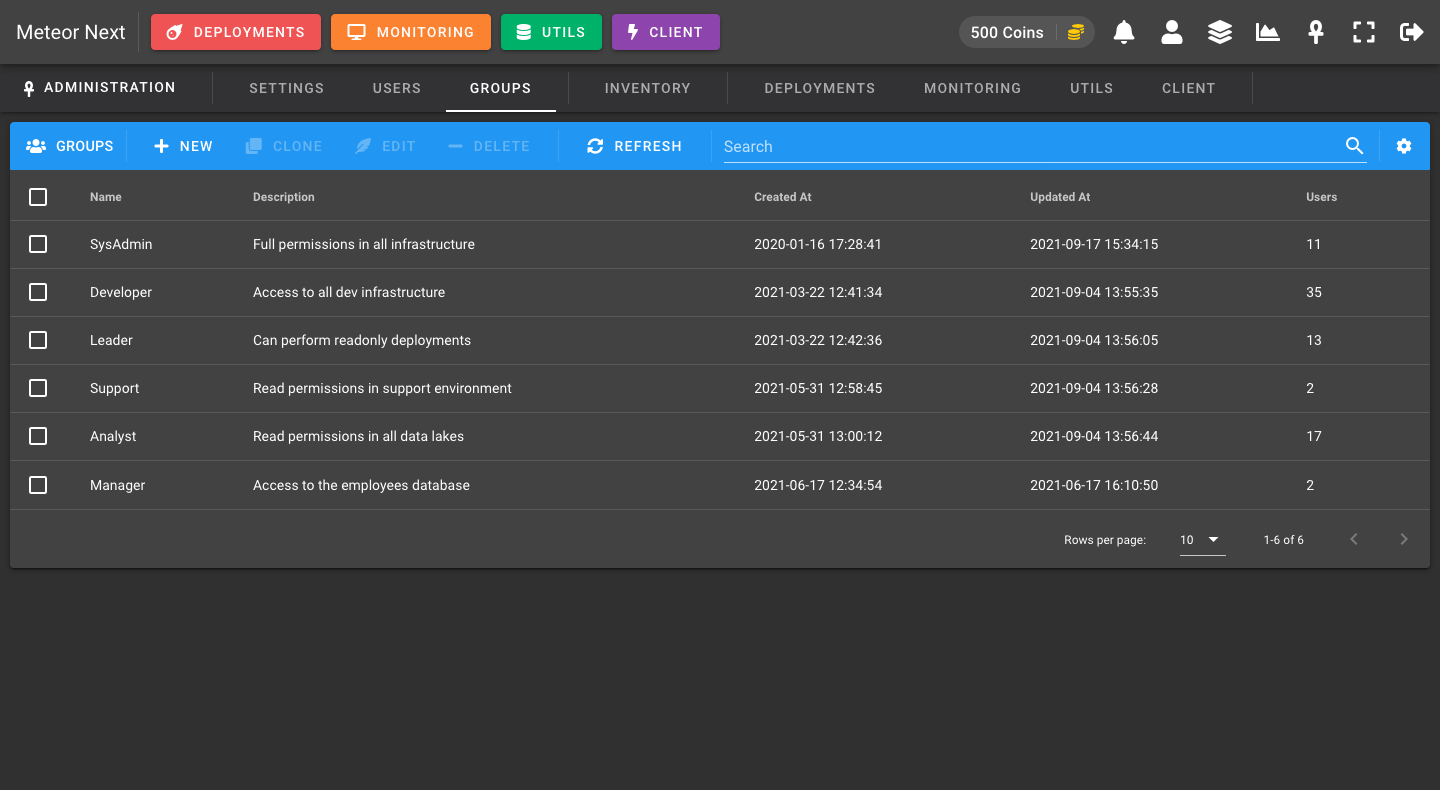 Meteor Next DEPLOYMENTS MONITORING UTILS CLIENT 500 Coins
ADMINISTRATION SETTINGS USERS GROUPS INVENTORY DEPLOYMENTS MONITORING UTILS CLIENT
GROUPS NEW CLONE EDIT DELETE REFRESH Search
Name Description Created At Updated At Users
SysAdmin Full permissions in all infrastructure 2020-01-16 17:28:41 2021-09-17 15:34:15 11
Developer Access to all dev infrastructure 2021-03-22 12:41:34 2021-09-04 13:55:35 35
Leader Can perform readonly deployments 2021-03-22 12:42:36 2021-09-04 13:56:05 13
Support Read permissions in support environment 2021-05-31 12:58:45 2021-09-04 13:56:28 2
Analyst Read permissions in all data lakes 2021-05-31 13:00:12 2021-09-04 13:56:44 17
Manager Access to the employees database 2021-06-17 12:34:54 2021-06-17 16:10:50 2
Rows per page: 10 1-6 of 6